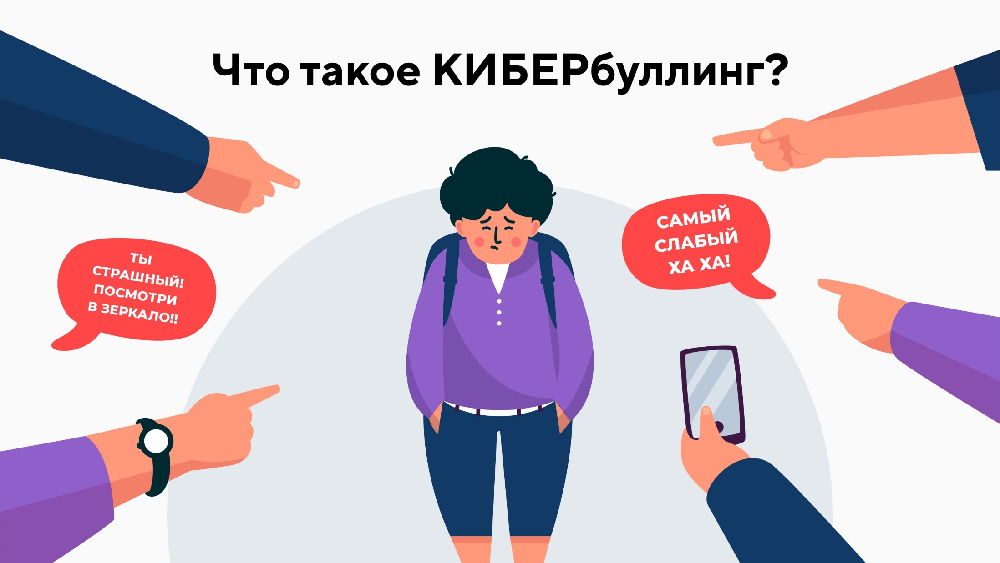 Что такое КИБЕРбуллинг?
ТЫ
СТРАШНЫЙ!
ПОСМОТРИ
В ЗЕРКАЛО!!
САМЫЙ
СЛАБЫЙ
ХА ХА!